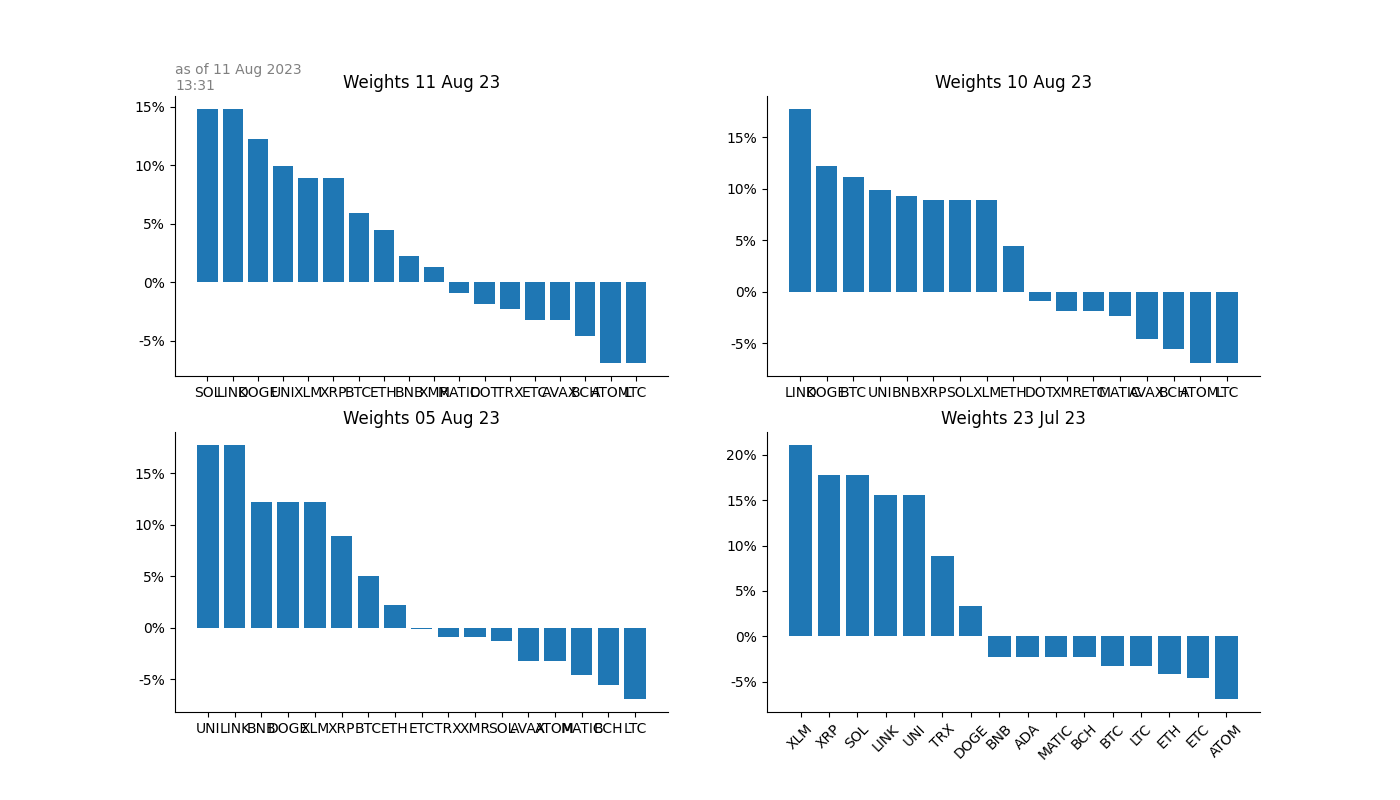 as of 11 Aug 2023
13:31
Weights 11 Aug 23
15%
10%
5%
0%
-5%
SOL LINK DOGE UNI XLM XRP BTC ETH BNB XMR MATIC DOT TRX ETC AVAX BCH ATOM LTC
Weights 10 Aug 23
15%
10%
5%
0%
-5%
LINK DOGE BTC UNI BNB XRP SOL XLM ETH DOT XMR ETC MATIC AVAX BCH ATOM LTC
Weights 05 Aug 23
15%
10%
5%
0%
-5%
UNI LINK BNB DOGE XLM XRP BTC ETH ETC TRX XMR SOL AVAX ATOM MATIC BCH LTC
Weights 23 Jul 23
20%
15%
10%
5%
0%
-5%
XLM XRP SOL LINK UNI TRX DOGE BNB ADA MATIC BCH BTC LTC ETH ETC ATOM